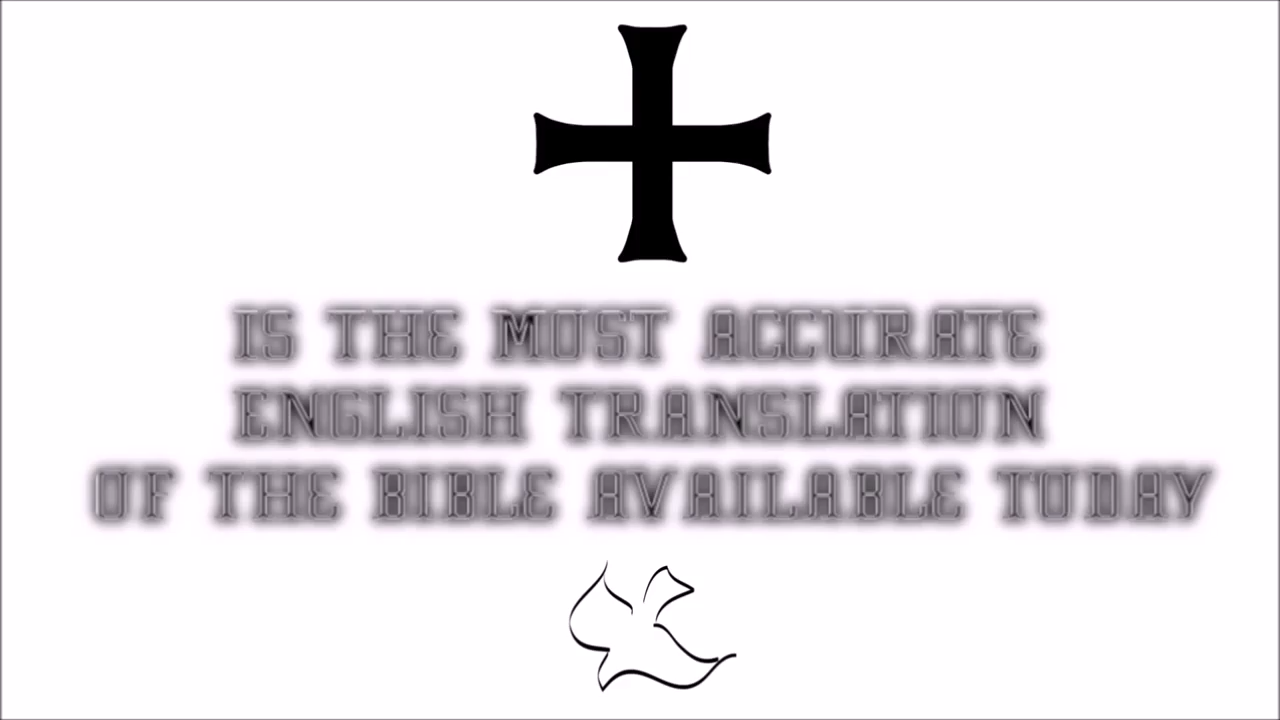 IS THE MOST ACCURATE
ENGLISH TRANSLATION
OF THE BIBLE AVAILABLE TODAY